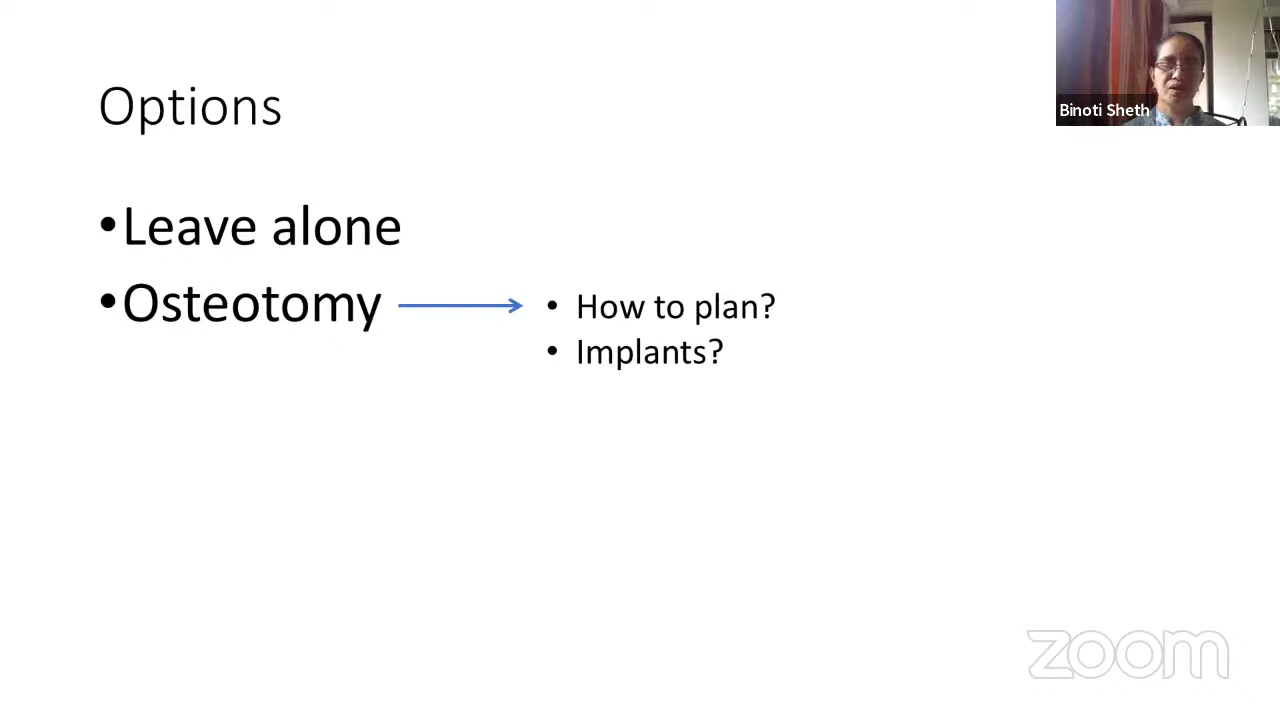 Binoti Sheth
Options
•Leave alone
•Osteotomy
• How to plan?
• Implants?
zoom